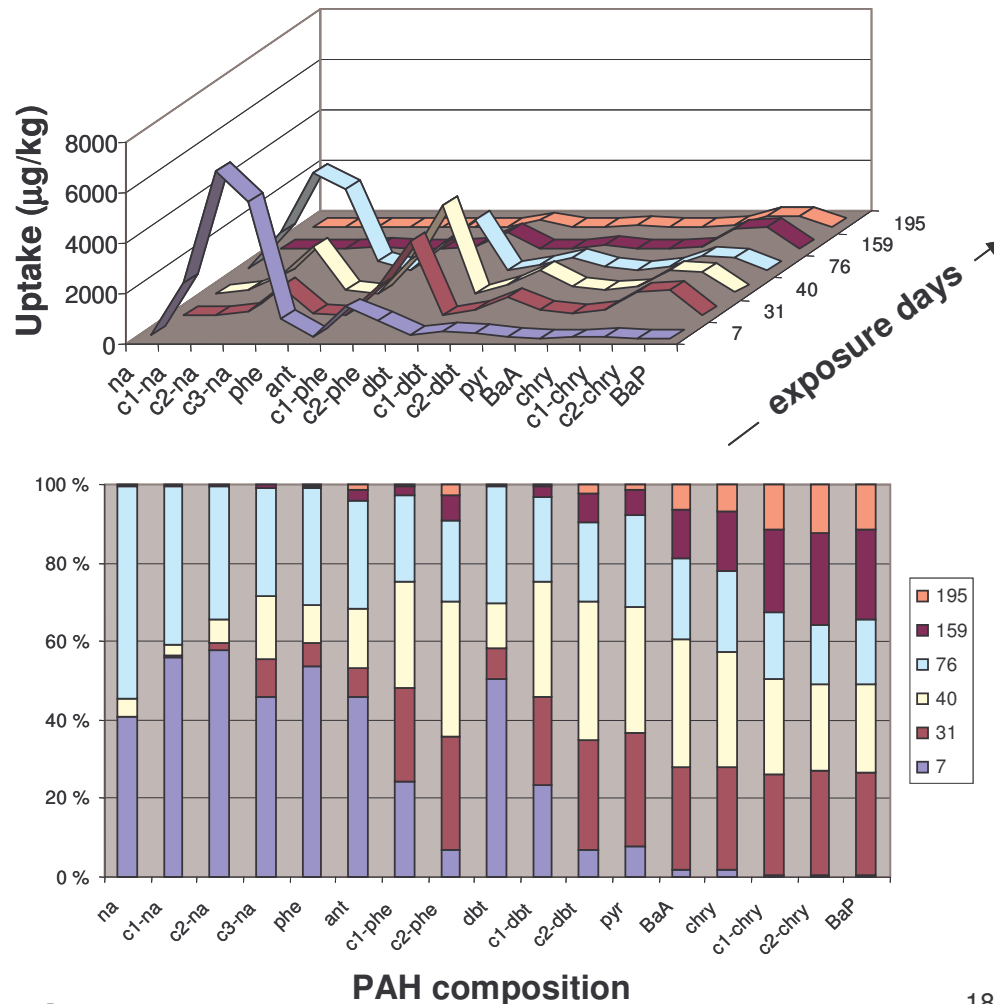 Uptake (µg/kg)
8000
6000
4000
2000
0
na
c1-na
c2-na
c3-na
phe
ant
c1-phe
c2-phe
dbt
c1-dbt
c2-dbt
pyr
BaA
chry
c1-chry
c2-chry
BaP
7
31
40
76
159
195
exposure days
100 %
80 %
60 %
40 %
20 %
0 %
na
c1-na
c2-na
c3-na
phe
ant
c1-phe
c2-phe
dbt
c1-dbt
c2-dbt
pyr
BaA
chry
c1-chry
c2-chry
BaP
195
159
76
40
31
7
PAH composition
18